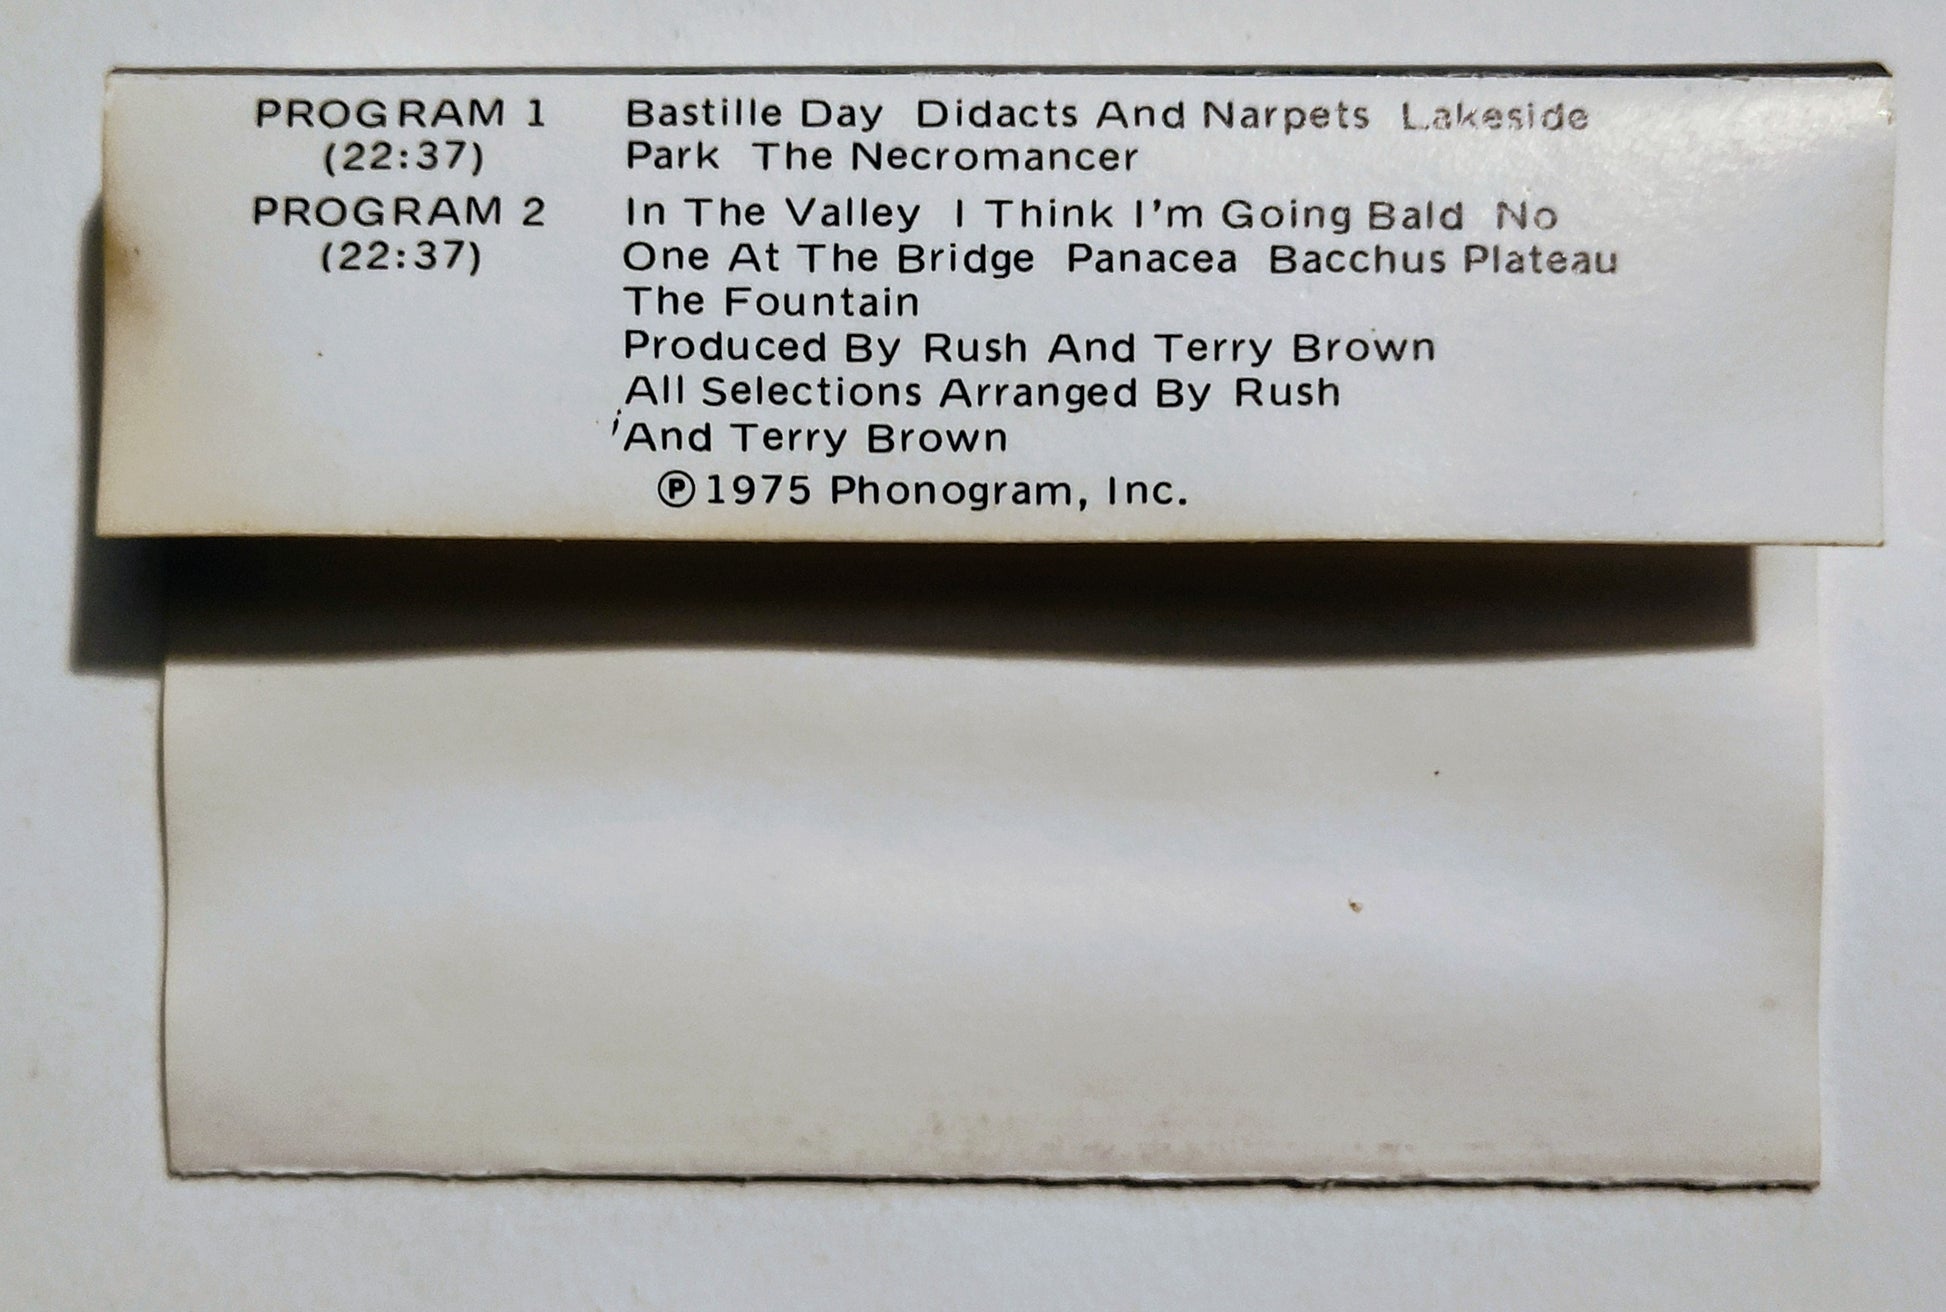 PROGRAM 1 Bastille Day Didacts And Narpets Lakeside
(22:37) Park The Necromancer
PROGRAM 2 In The Valley I Think I'm Going Bald No
(22:37) One At The Bridge Panacea Bacchus Plateau
The Fountain
Produced By Rush And Terry Brown
All Selections Arranged By Rush
And Terry Brown
℗1975 Phonogram, Inc.